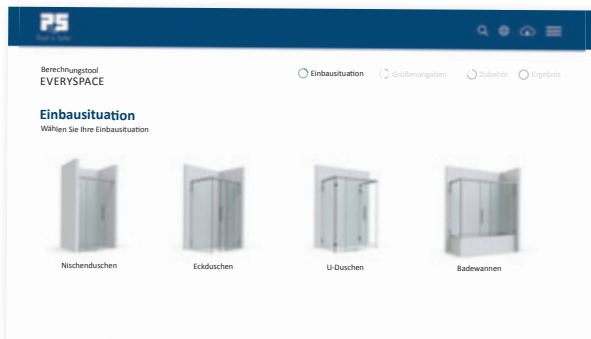 PS
Berechnungstool
EVERYSPACE
Einbausituation
Größenangaben
Zubehör
Ergebnis
Einbausituation
Wählen Sie Ihre Einbausituation
Nischenduschen
Eckduschen
U-Duschen
Badewannen